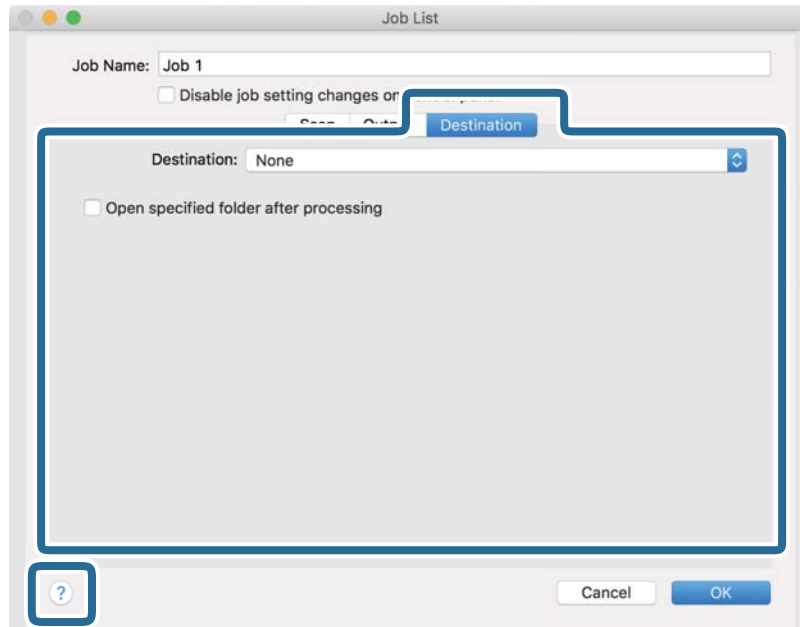 Job List
Job Name: Job 1
Disable job setting changes on
Destination
Destination: None
Open specified folder after processing
?
Cancel OK